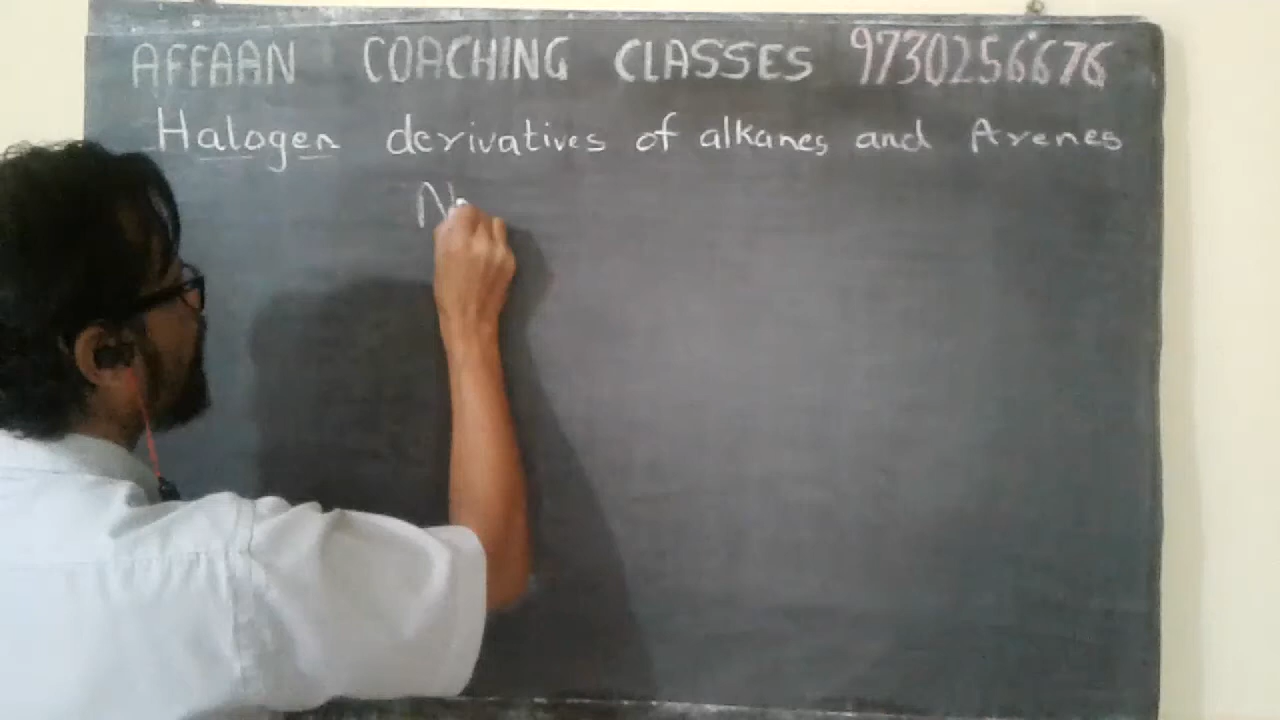 AFFAAN COACHING CLASSES 9730256676
Halogen derivatives of alkanes and Arenes